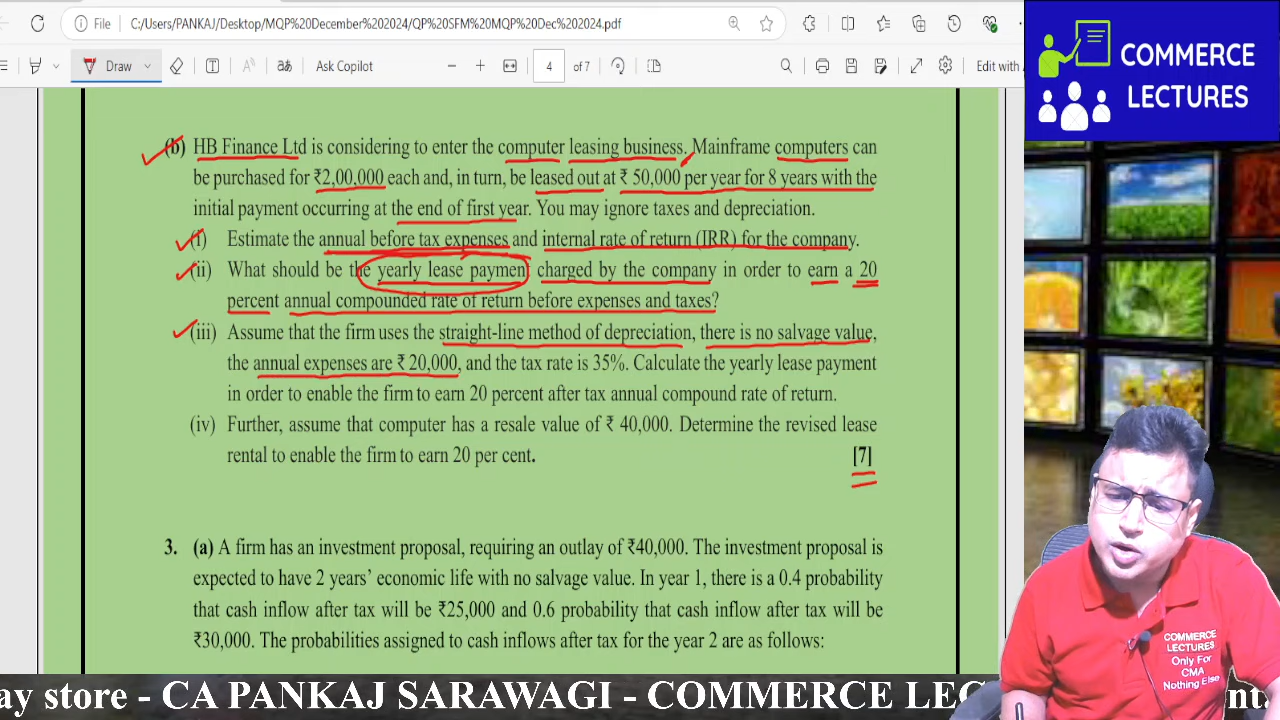 File
C:/Users/PANKAJ/Desktop/MQP%20December%202024/QP%20SFM%20MQP%20Dec%202024.pdf
Draw
Ask Copilot
4 of 7
Edit with
COMMERCE
LECTURES
(b) HB Finance Ltd is considering to enter the computer leasing business. Mainframe computers can
be purchased for ₹2,00,000 each and, in turn, be leased out at ₹ 50,000 per year for 8 years with the
initial payment occurring at the end of first year. You may ignore taxes and depreciation.
(i) Estimate the annual before tax expenses and internal rate of return (IRR) for the company.
(ii) What should be the yearly lease payment charged by the company in order to earn a 20
percent annual compounded rate of return before expenses and taxes?
(iii) Assume that the firm uses the straight-line method of depreciation, there is no salvage value,
the annual expenses are ₹ 20,000, and the tax rate is 35%. Calculate the yearly lease payment
in order to enable the firm to earn 20 percent after tax annual compound rate of return.
(iv) Further, assume that computer has a resale value of ₹ 40,000. Determine the revised lease
rental to enable the firm to earn 20 per cent.
[7]
3. (a) A firm has an investment proposal, requiring an outlay of ₹40,000. The investment proposal is
expected to have 2 years' economic life with no salvage value. In year 1, there is a 0.4 probability
that cash inflow after tax will be ₹25,000 and 0.6 probability that cash inflow after tax will be
₹30,000. The probabilities assigned to cash inflows after tax for the year 2 are as follows:
COMMERCE
LECTURES
Only For
CMA
Nothing Else
ay store - CA PANKAJ SARAWAGI - COMMERCE LEC
nt.